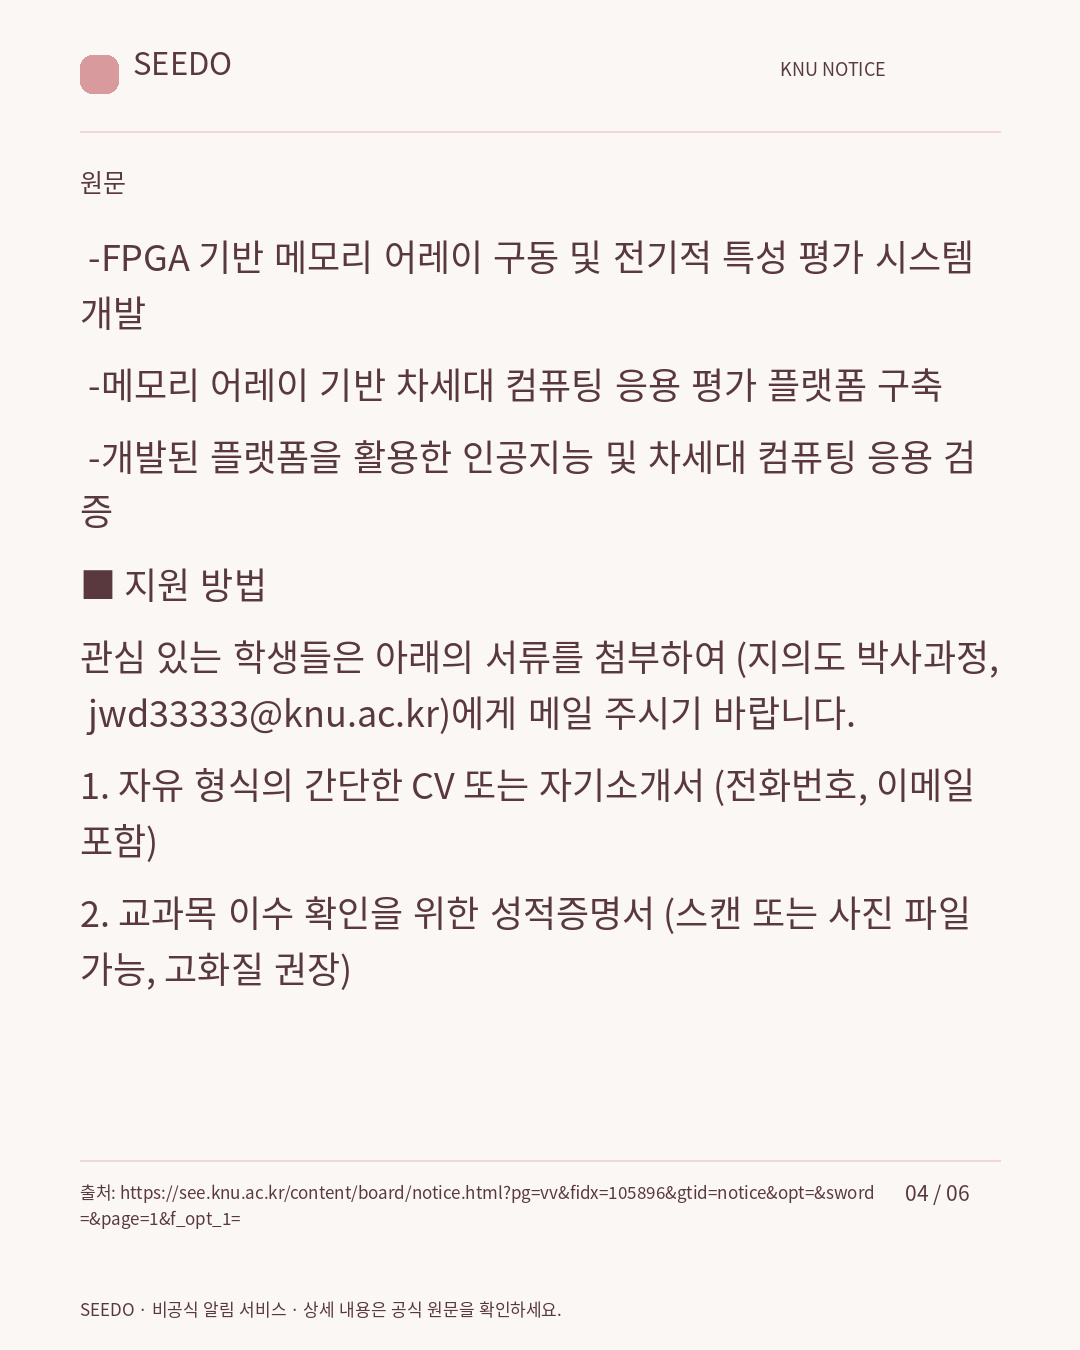 SEEDO
KNU NOTICE
원문
-FPGA 기반 메모리 어레이 구동 및 전기적 특성 평가 시스템
개발
-메모리 어레이 기반 차세대 컴퓨팅 응용 평가 플랫폼 구축
-개발된 플랫폼을 활용한 인공지능 및 차세대 컴퓨팅 응용 검
증
■ 지원 방법
관심 있는 학생들은 아래의 서류를 첨부하여 (지의도 박사과정,
jwd33333@knu.ac.kr)에게 메일 주시기 바랍니다.
1. 자유 형식의 간단한 CV 또는 자기소개서 (전화번호, 이메일
포함)
2. 교과목 이수 확인을 위한 성적증명서 (스캔 또는 사진 파일
가능, 고화질 권장)
출처: https://see.knu.ac.kr/content/board/notice.html?pg=vv&fidx=105896&gtid=notice&opt=&sword
=&page=1&f_opt_1=
04 / 06
SEEDO · 비공식 알림 서비스 · 상세 내용은 공식 원문을 확인하세요.